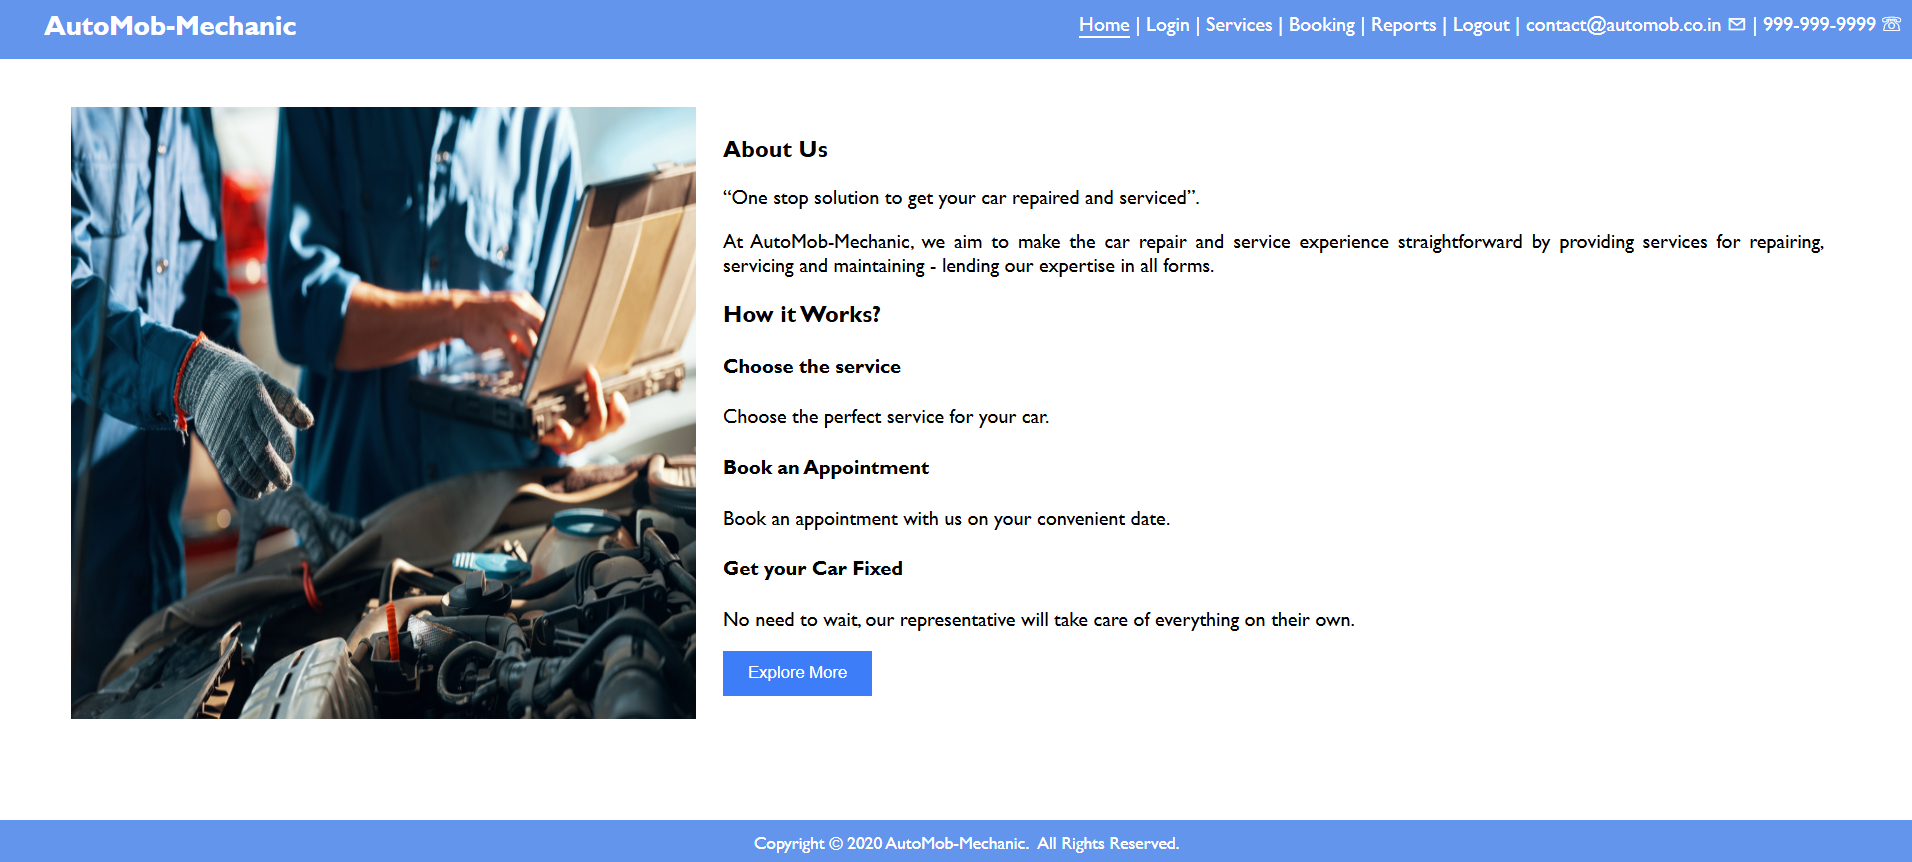 AutoMob-Mechanic
Home | Login | Services | Booking | Reports | Logout | contact@automob.co.in ✉ | 999-999-9999 ☏
About Us
“One stop solution to get your car repaired and serviced”.
At AutoMob-Mechanic, we aim to make the car repair and service experience straightforward by providing services for repairing,
servicing and maintaining - lending our expertise in all forms.
How it Works?
Choose the service
Choose the perfect service for your car.
Book an Appointment
Book an appointment with us on your convenient date.
Get your Car Fixed
No need to wait, our representative will take care of everything on their own.
Explore More
Copyright © 2020 AutoMob-Mechanic. All Rights Reserved.